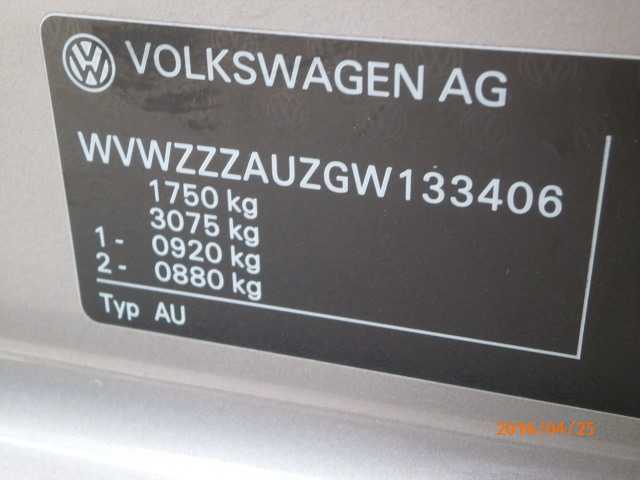 VOLKSWAGEN AG
WVWZZZAUZGW133406
1750 kg
3075 kg
1 - 0920 kg
2 - 0880 kg
Typ AU
2016/04/25